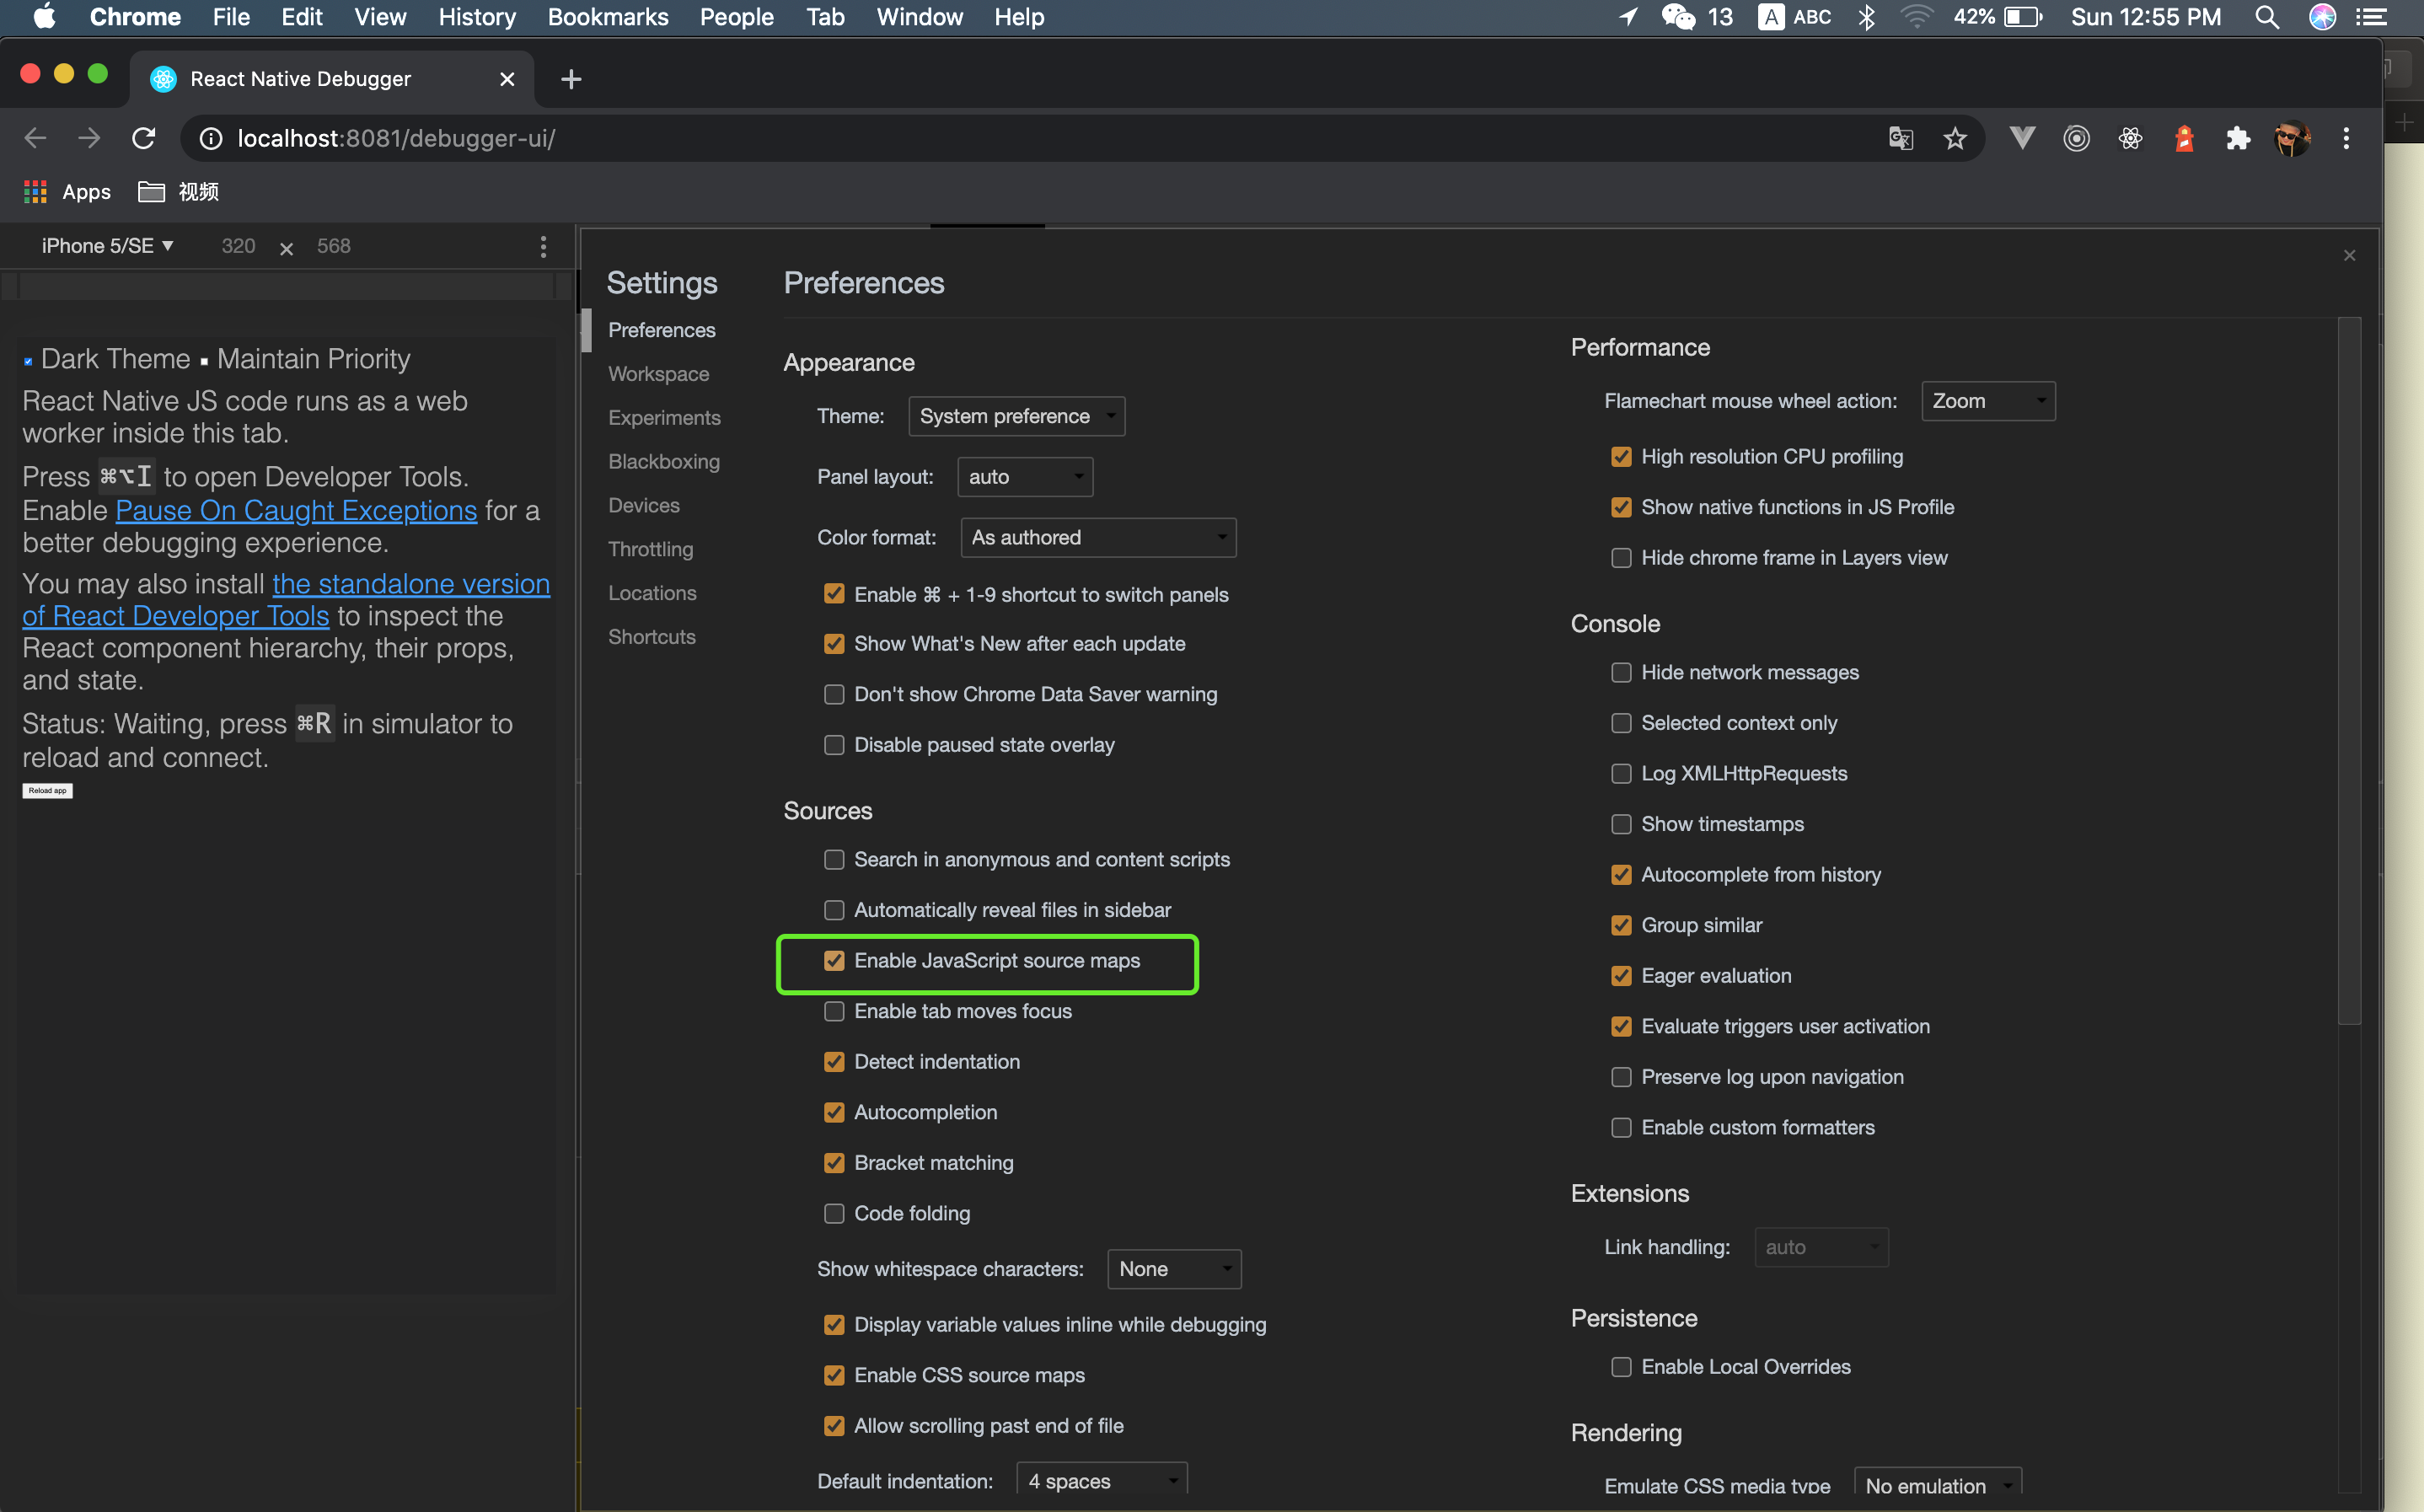 Chrome File Edit View History Bookmarks People Tab Window Help 13 A ABC 42% Sun 12:55 PM
React Native Debugger
localhost:8081/debugger-ui/
Apps 视频
iPhone 5/SE 320 × 568
Dark Theme Maintain Priority
React Native JS code runs as a web
worker inside this tab.
Press ⌘⌥I to open Developer Tools.
Enable Pause On Caught Exceptions for a
better debugging experience.
You may also install the standalone version
of React Developer Tools to inspect the
React component hierarchy, their props,
and state.
Status: Waiting, press ⌘R in simulator to
reload and connect.
Reload app
Settings
Preferences
Workspace
Experiments
Blackboxing
Devices
Throttling
Locations
Shortcuts
Preferences
Appearance
Theme: System preference
Panel layout: auto
Color format: As authored
Enable ⌘ + 1-9 shortcut to switch panels
Show What's New after each update
Don't show Chrome Data Saver warning
Disable paused state overlay
Sources
Search in anonymous and content scripts
Automatically reveal files in sidebar
Enable JavaScript source maps
Enable tab moves focus
Detect indentation
Autocompletion
Bracket matching
Code folding
Show whitespace characters: None
Display variable values inline while debugging
Enable CSS source maps
Allow scrolling past end of file
Default indentation: 4 spaces
Performance
Flamechart mouse wheel action: Zoom
High resolution CPU profiling
Show native functions in JS Profile
Hide chrome frame in Layers view
Console
Hide network messages
Selected context only
Log XMLHttpRequests
Show timestamps
Autocomplete from history
Group similar
Eager evaluation
Evaluate triggers user activation
Preserve log upon navigation
Enable custom formatters
Extensions
Link handling: auto
Persistence
Enable Local Overrides
Rendering
Emulate CSS media type No emulation